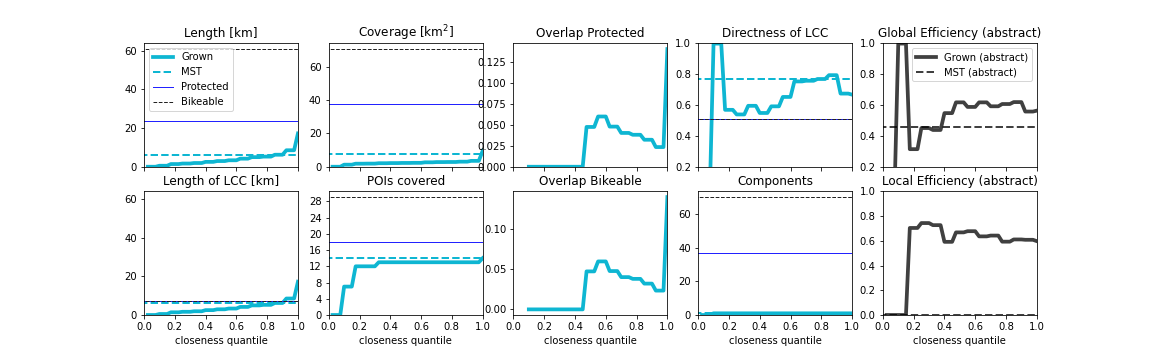 Length [km]
Coverage [km²]
Overlap Protected
Directness of LCC
Global Efficiency (abstract)
60
40
20
0
Grown
MST
Protected
Bikeable
60
40
20
0
0.125
0.100
0.075
0.050
0.025
0.000
1.0
0.8
0.6
0.4
0.2
1.0
0.8
0.6
0.4
0.2
Grown (abstract)
MST (abstract)
Length of LCC [km]
POIs covered
Overlap Bikeable
Components
Local Efficiency (abstract)
60
40
20
0
28
24
20
16
12
8
4
0
0.10
0.05
0.00
60
40
20
0
1.0
0.8
0.6
0.4
0.2
0.0
0.0 0.2 0.4 0.6 0.8 1.0
0.0 0.2 0.4 0.6 0.8 1.0
0.0 0.2 0.4 0.6 0.8 1.0
0.0 0.2 0.4 0.6 0.8 1.0
0.0 0.2 0.4 0.6 0.8 1.0
closeness quantile
closeness quantile
closeness quantile
closeness quantile
closeness quantile